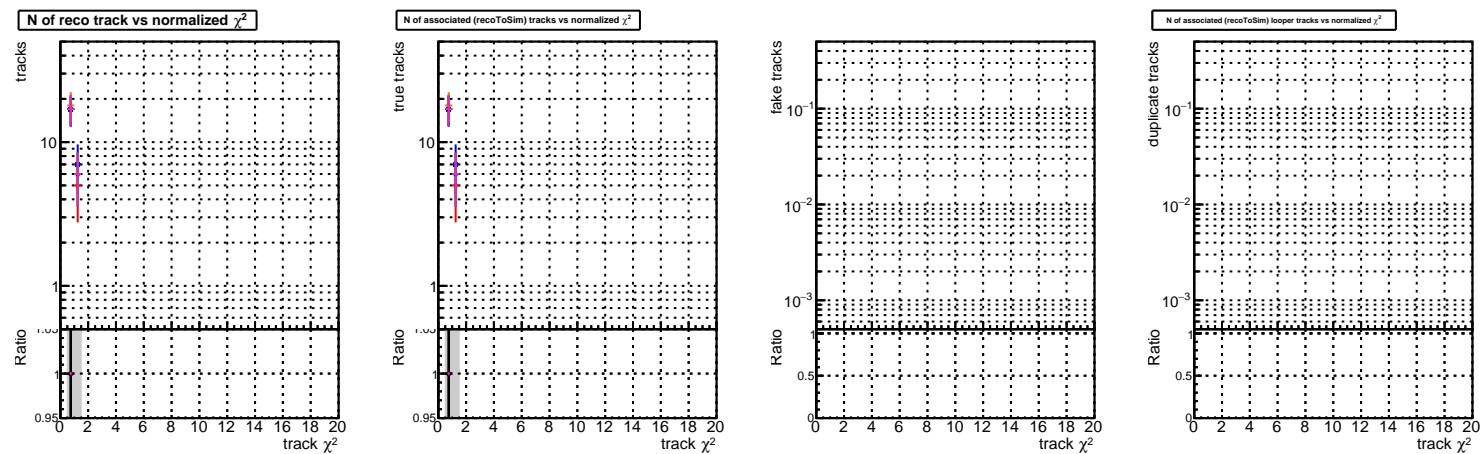 N of reco track vs normalized χ²
tracks
10
1
Ratio
1.05
1
0.95
0 2 4 6 8 10 12 14 16 18 20
track χ²
N of associated (recoToSim) tracks vs normalized χ²
true tracks
10
1
Ratio
1.05
1
0.95
0 2 4 6 8 10 12 14 16 18 20
track χ²
fake tracks
10⁻¹
10⁻²
10⁻³
Ratio
1
0.5
0
0 2 4 6 8 10 12 14 16 18 20
track χ²
N of associated (recoToSim) looper tracks vs normalized χ²
duplicate tracks
10⁻¹
10⁻²
10⁻³
Ratio
1
0.5
0
0 2 4 6 8 10 12 14 16 18 20
track χ²